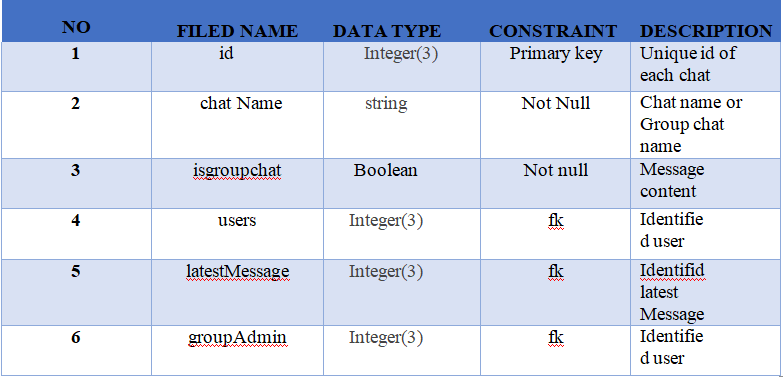 NO FILED NAME DATA TYPE CONSTRAINT DESCRIPTION
1 id Integer(3) Primary key Unique id of
each chat
2 chat Name string Not Null Chat name or
Group chat
name
3 isgroupchat Boolean Not null Message
content
4 users Integer(3) fk Identifie
d user
5 latestMessage Integer(3) fk Identifid
latest
Message
6 groupAdmin Integer(3) fk Identifie
d user